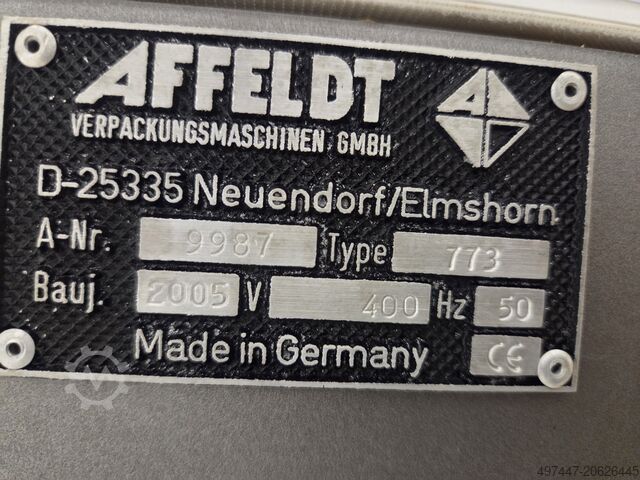 AFFELDT
VERPACKUNGSMASCHINEN GMBH
D-25335 Neuendorf/Elmshorn
A-Nr. 9987 Type 773
Bauj. 2005 V 400 Hz 50
Made in Germany CE
497447-20626445